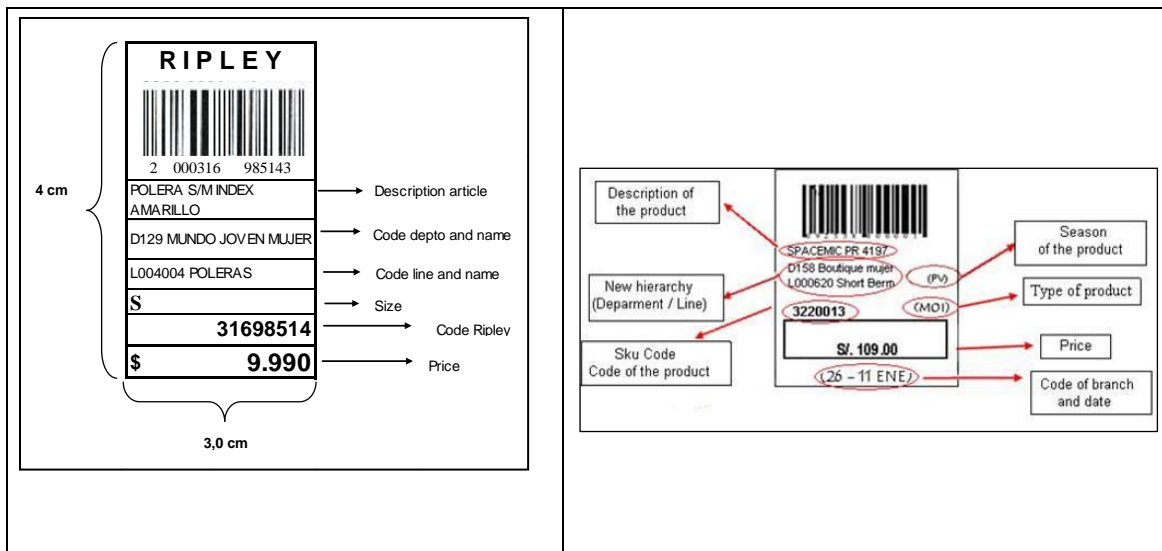 RIPLEY
2 000316 985143
4 cm
POLERA S/M INDEX
AMARILLO
Description article
D129 MUNDO JOVEN MUJER
Code depto and name
L004004 POLERAS
Code line and name
S
Size
31698514
Code Ripley
$ 9.990
Price
3,0 cm
Description of
the product
SPACEMIC PR 4197
D158 Boutique mujer
L000620 Short Berm
(PV)
Season
of the product
New hierarchy
(Deparment / Line)
3220013
(MOI)
Type of product
Sku Code
Code of the product
S/. 109.00
Price
(26 - 11 ENE)
Code of branch
and date